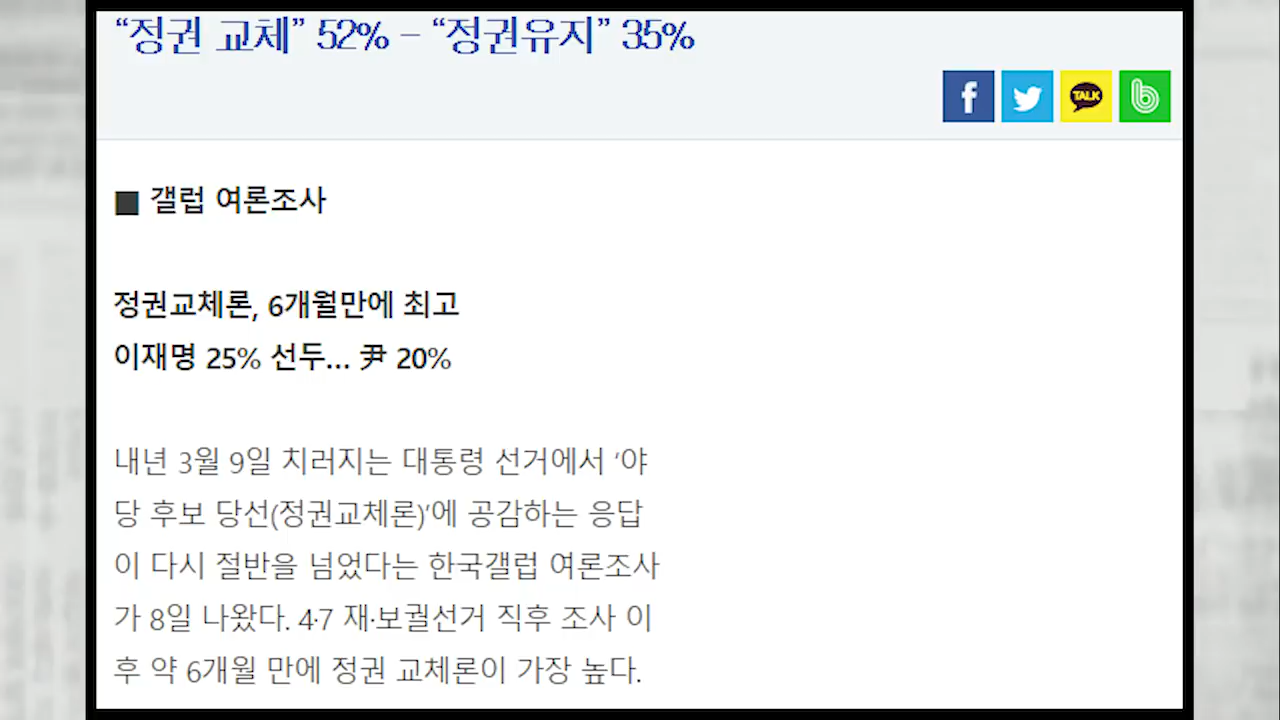 “정권 교체” 52% – “정권유지” 35%
f
TALK
b
■ 갤럽 여론조사
정권교체론, 6개월만에 최고
이재명 25% 선두... 尹 20%
내년 3월 9일 치러지는 대통령 선거에서 ‘야
당 후보 당선(정권교체론)’에 공감하는 응답
이 다시 절반을 넘었다는 한국갤럽 여론조사
가 8일 나왔다. 4·7 재·보궐선거 직후 조사 이
후 약 6개월 만에 정권 교체론이 가장 높다.